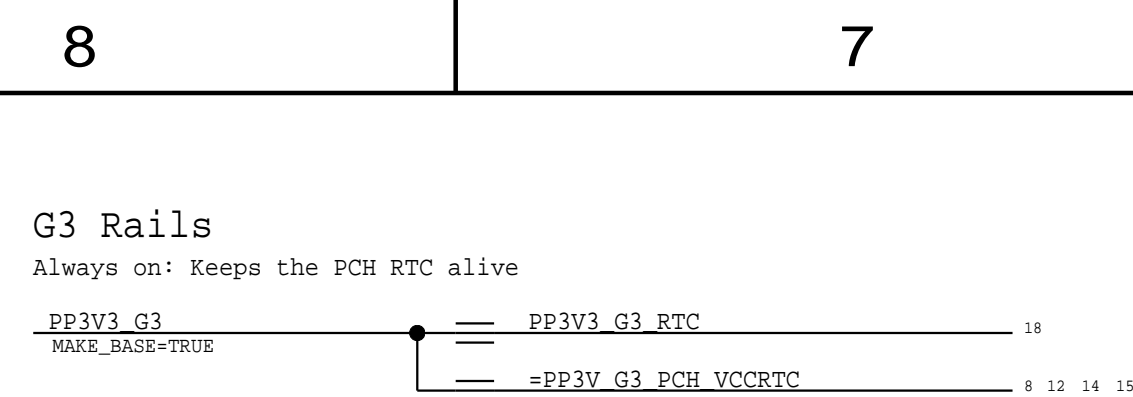 8 7
G3 Rails
Always on: Keeps the PCH RTC alive
PP3V3_G3 PP3V3_G3_RTC 18
MAKE_BASE=TRUE
=PP3V_G3_PCH_VCCRTC 8 12 14 15